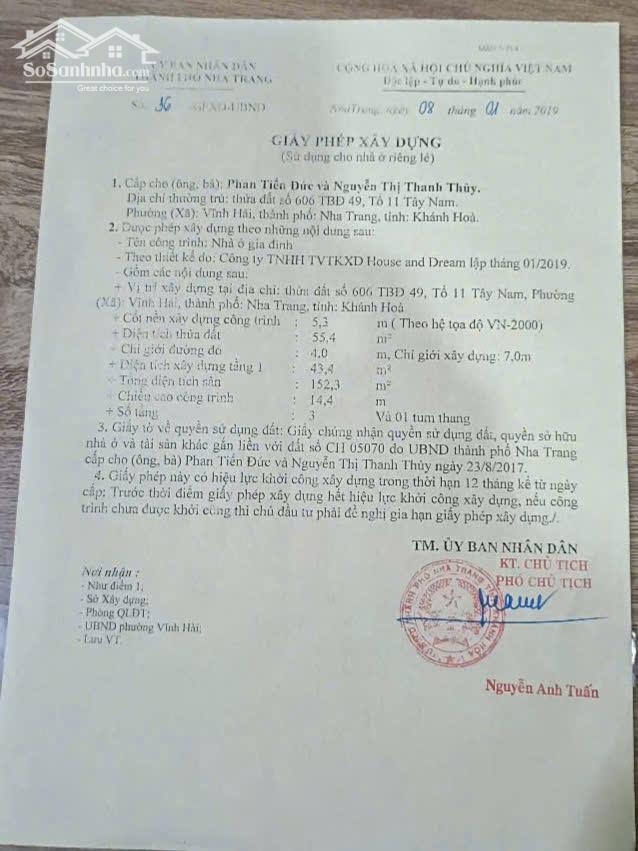 SoSanhnha.com
Great choice for you
ỦY BAN NHÂN DÂN
THÀNH PHỐ NHA TRANG
CỘNG HÒA XÃ HỘI CHỦ NGHĨA VIỆT NAM
Độc lập - Tự do - Hạnh phúc
Số: 36 /GPXD-UBND
Nha Trang, ngày 08 tháng 01 năm 2019
GIẤY PHÉP XÂY DỰNG
(Sử dụng cho nhà ở riêng lẻ)
1. Cấp cho (ông, bà): Phan Tiến Đức và Nguyễn Thị Thanh Thủy.
Địa chỉ thường trú: thửa đất số 606 TBĐ 49, Tổ 11 Tây Nam.
Phường (Xã): Vĩnh Hải, thành phố: Nha Trang, tỉnh: Khánh Hoà.
2. Được phép xây dựng theo những nội dung sau:
- Tên công trình: Nhà ở gia đình
- Theo thiết kế do: Công ty TNHH TVTKXD House and Dream lập tháng 01/2019.
- Gồm các nội dung sau:
+ Vị trí xây dựng tại địa chỉ: thửa đất số 606 TBĐ 49, Tổ 11 Tây Nam, Phường
(Xã): Vĩnh Hải, thành phố: Nha Trang, tỉnh: Khánh Hoà
+ Cốt nền xây dựng công trình : 5,3 m ( Theo hệ tọa độ VN-2000)
+ Diện tích thửa đất : 55,4 m²
+ Chỉ giới đường đỏ : 4.0 m, Chỉ giới xây dựng: 7,0m
+ Diện tích xây dựng tầng 1 : 43,4 m²
+ Tổng diện tích sàn : 152,3 m²
+ Chiều cao công trình : 14,4 m
+ Số tầng : 3 Và 01 tum thang
3. Giấy tờ về quyền sử dụng đất: Giấy chứng nhận quyền sử dụng đất, quyền sở hữu
nhà ở và tài sản khác gắn liền với đất số CH 05070 do UBND thành phố Nha Trang
cấp cho (ông, bà) Phan Tiến Đức và Nguyễn Thị Thanh Thủy ngày 23/8/2017.
4. Giấy phép này có hiệu lực khởi công xây dựng trong thời hạn 12 tháng kể từ ngày
cấp; Trước thời điểm giấy phép xây dựng hết hiệu lực khởi công xây dựng, nếu công
trình chưa được khởi công thì chủ đầu tư phải đề nghị gia hạn giấy phép xây dựng./.
TM. ỦY BAN NHÂN DÂN
KT. CHỦ TỊCH
PHÓ CHỦ TỊCH
Nơi nhận :
- Như điểm 1;
- Sở Xây dựng;
- Phòng QLĐT;
- UBND phường Vĩnh Hải;
- Lưu VT.
Nguyễn Anh Tuấn